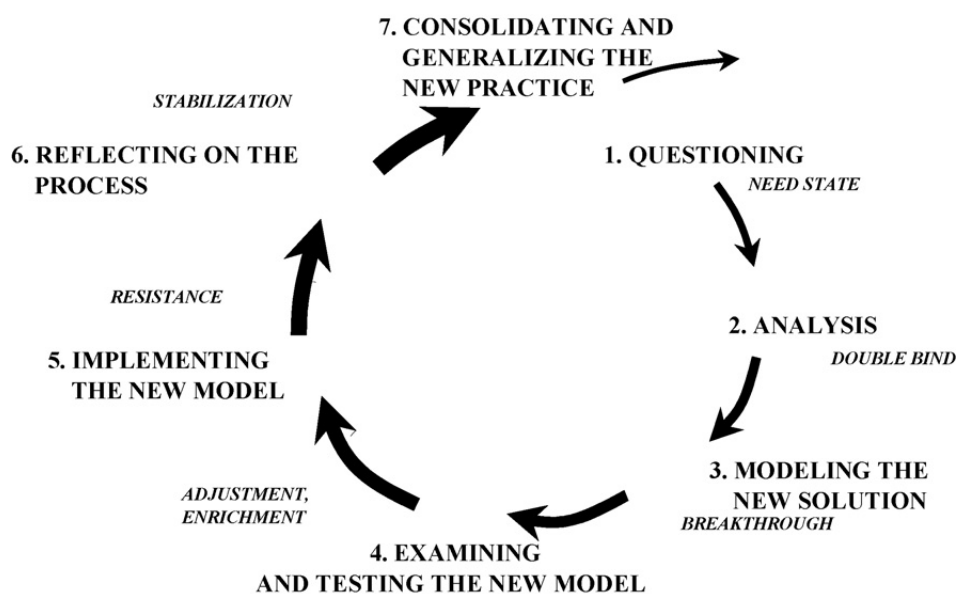 7. CONSOLIDATING AND
GENERALIZING THE
NEW PRACTICE
STABILIZATION
6. REFLECTING ON THE
PROCESS
1. QUESTIONING
NEED STATE
RESISTANCE
2. ANALYSIS
DOUBLE BIND
5. IMPLEMENTING
THE NEW MODEL
3. MODELING THE
NEW SOLUTION
BREAKTHROUGH
ADJUSTMENT,
ENRICHMENT
4. EXAMINING
AND TESTING THE NEW MODEL